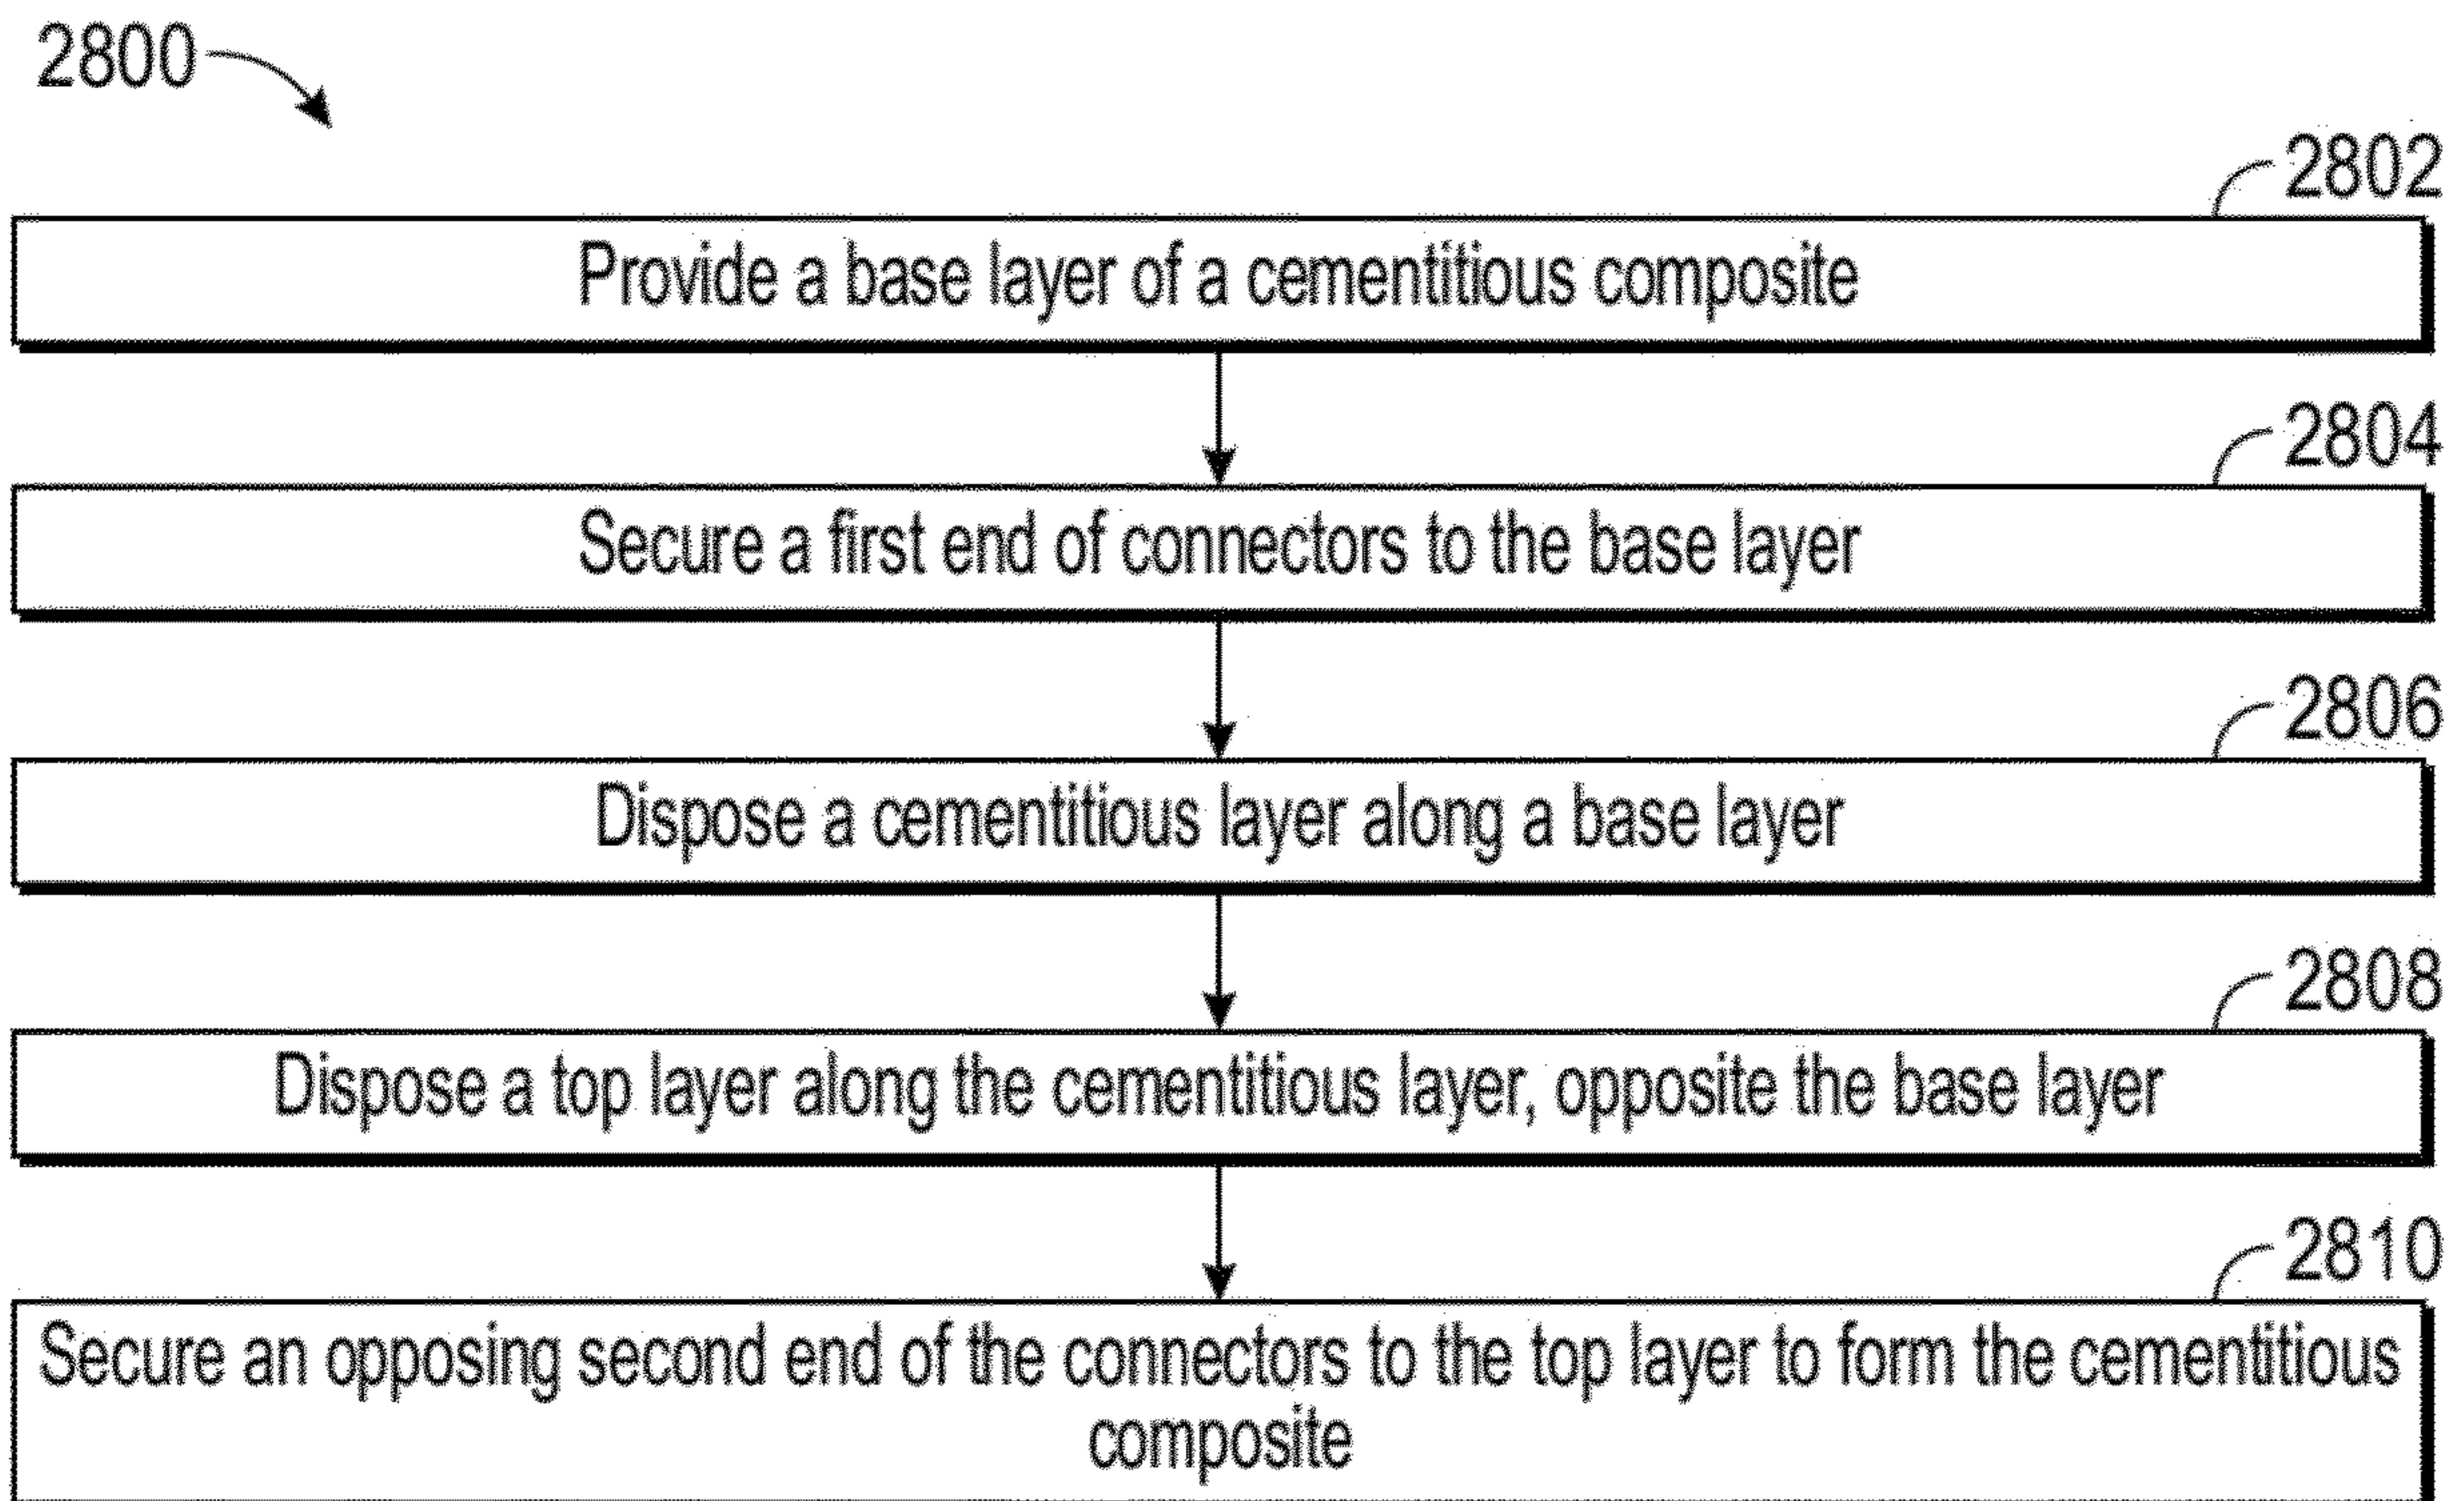 2800
2802
Provide a base layer of a cementitious composite
2804
Secure a first end of connectors to the base layer
2806
Dispose a cementitious layer along a base layer
2808
Dispose a top layer along the cementitious layer, opposite the base layer
2810
Secure an opposing second end of the connectors to the top layer to form the cementitious
composite